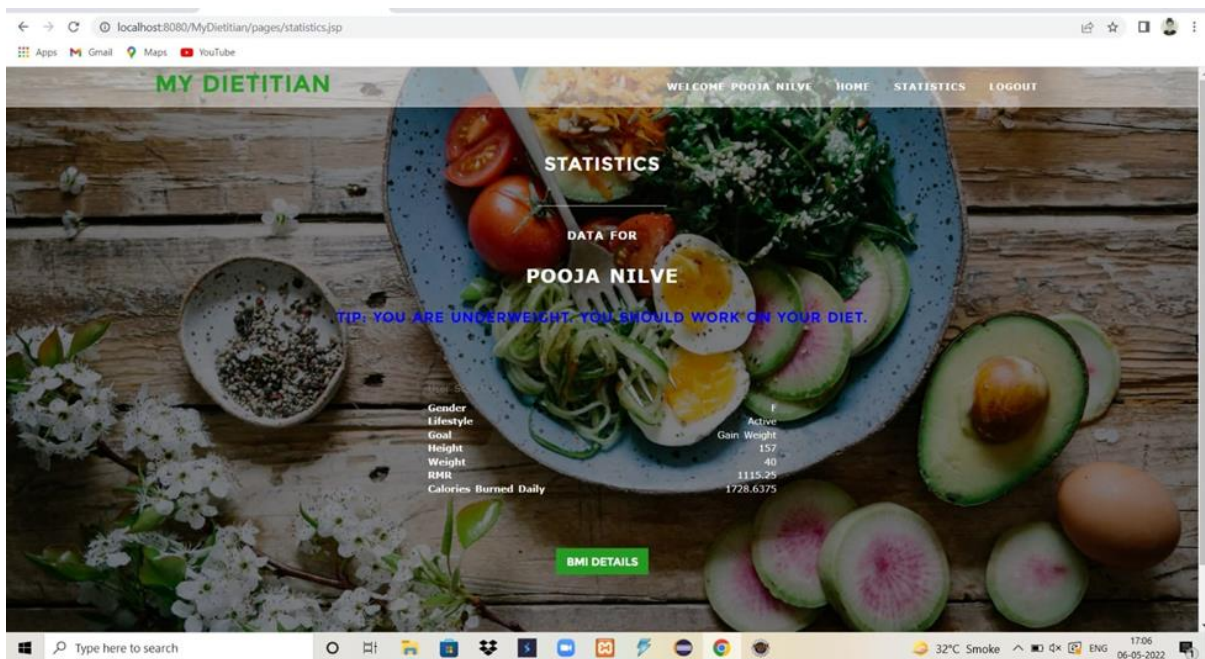 localhost:8080/MyDietitian/pages/statistics.jsp
Apps Gmail Maps YouTube
MY DIETITIAN WELCOME POOJA NILVE HOME STATISTICS LOGOUT
STATISTICS
DATA FOR
POOJA NILVE
TIP: YOU ARE UNDERWEIGHT. YOU SHOULD WORK ON YOUR DIET.
Gender F
Lifestyle Active
Goal Gain Weight
Height 157
Weight 40
RMR 1115.25
Calories Burned Daily 1728.6375
BMI DETAILS
Type here to search 32°C Smoke ENG 17:06
06-05-2022